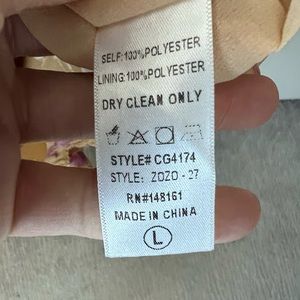 SELF:100%POLYESTER
LINING:100%POLYESTER
DRY CLEAN ONLY
STYLE# CG4174
STYLE: ZOZO - 27
RN#148161
MADE IN CHINA
L